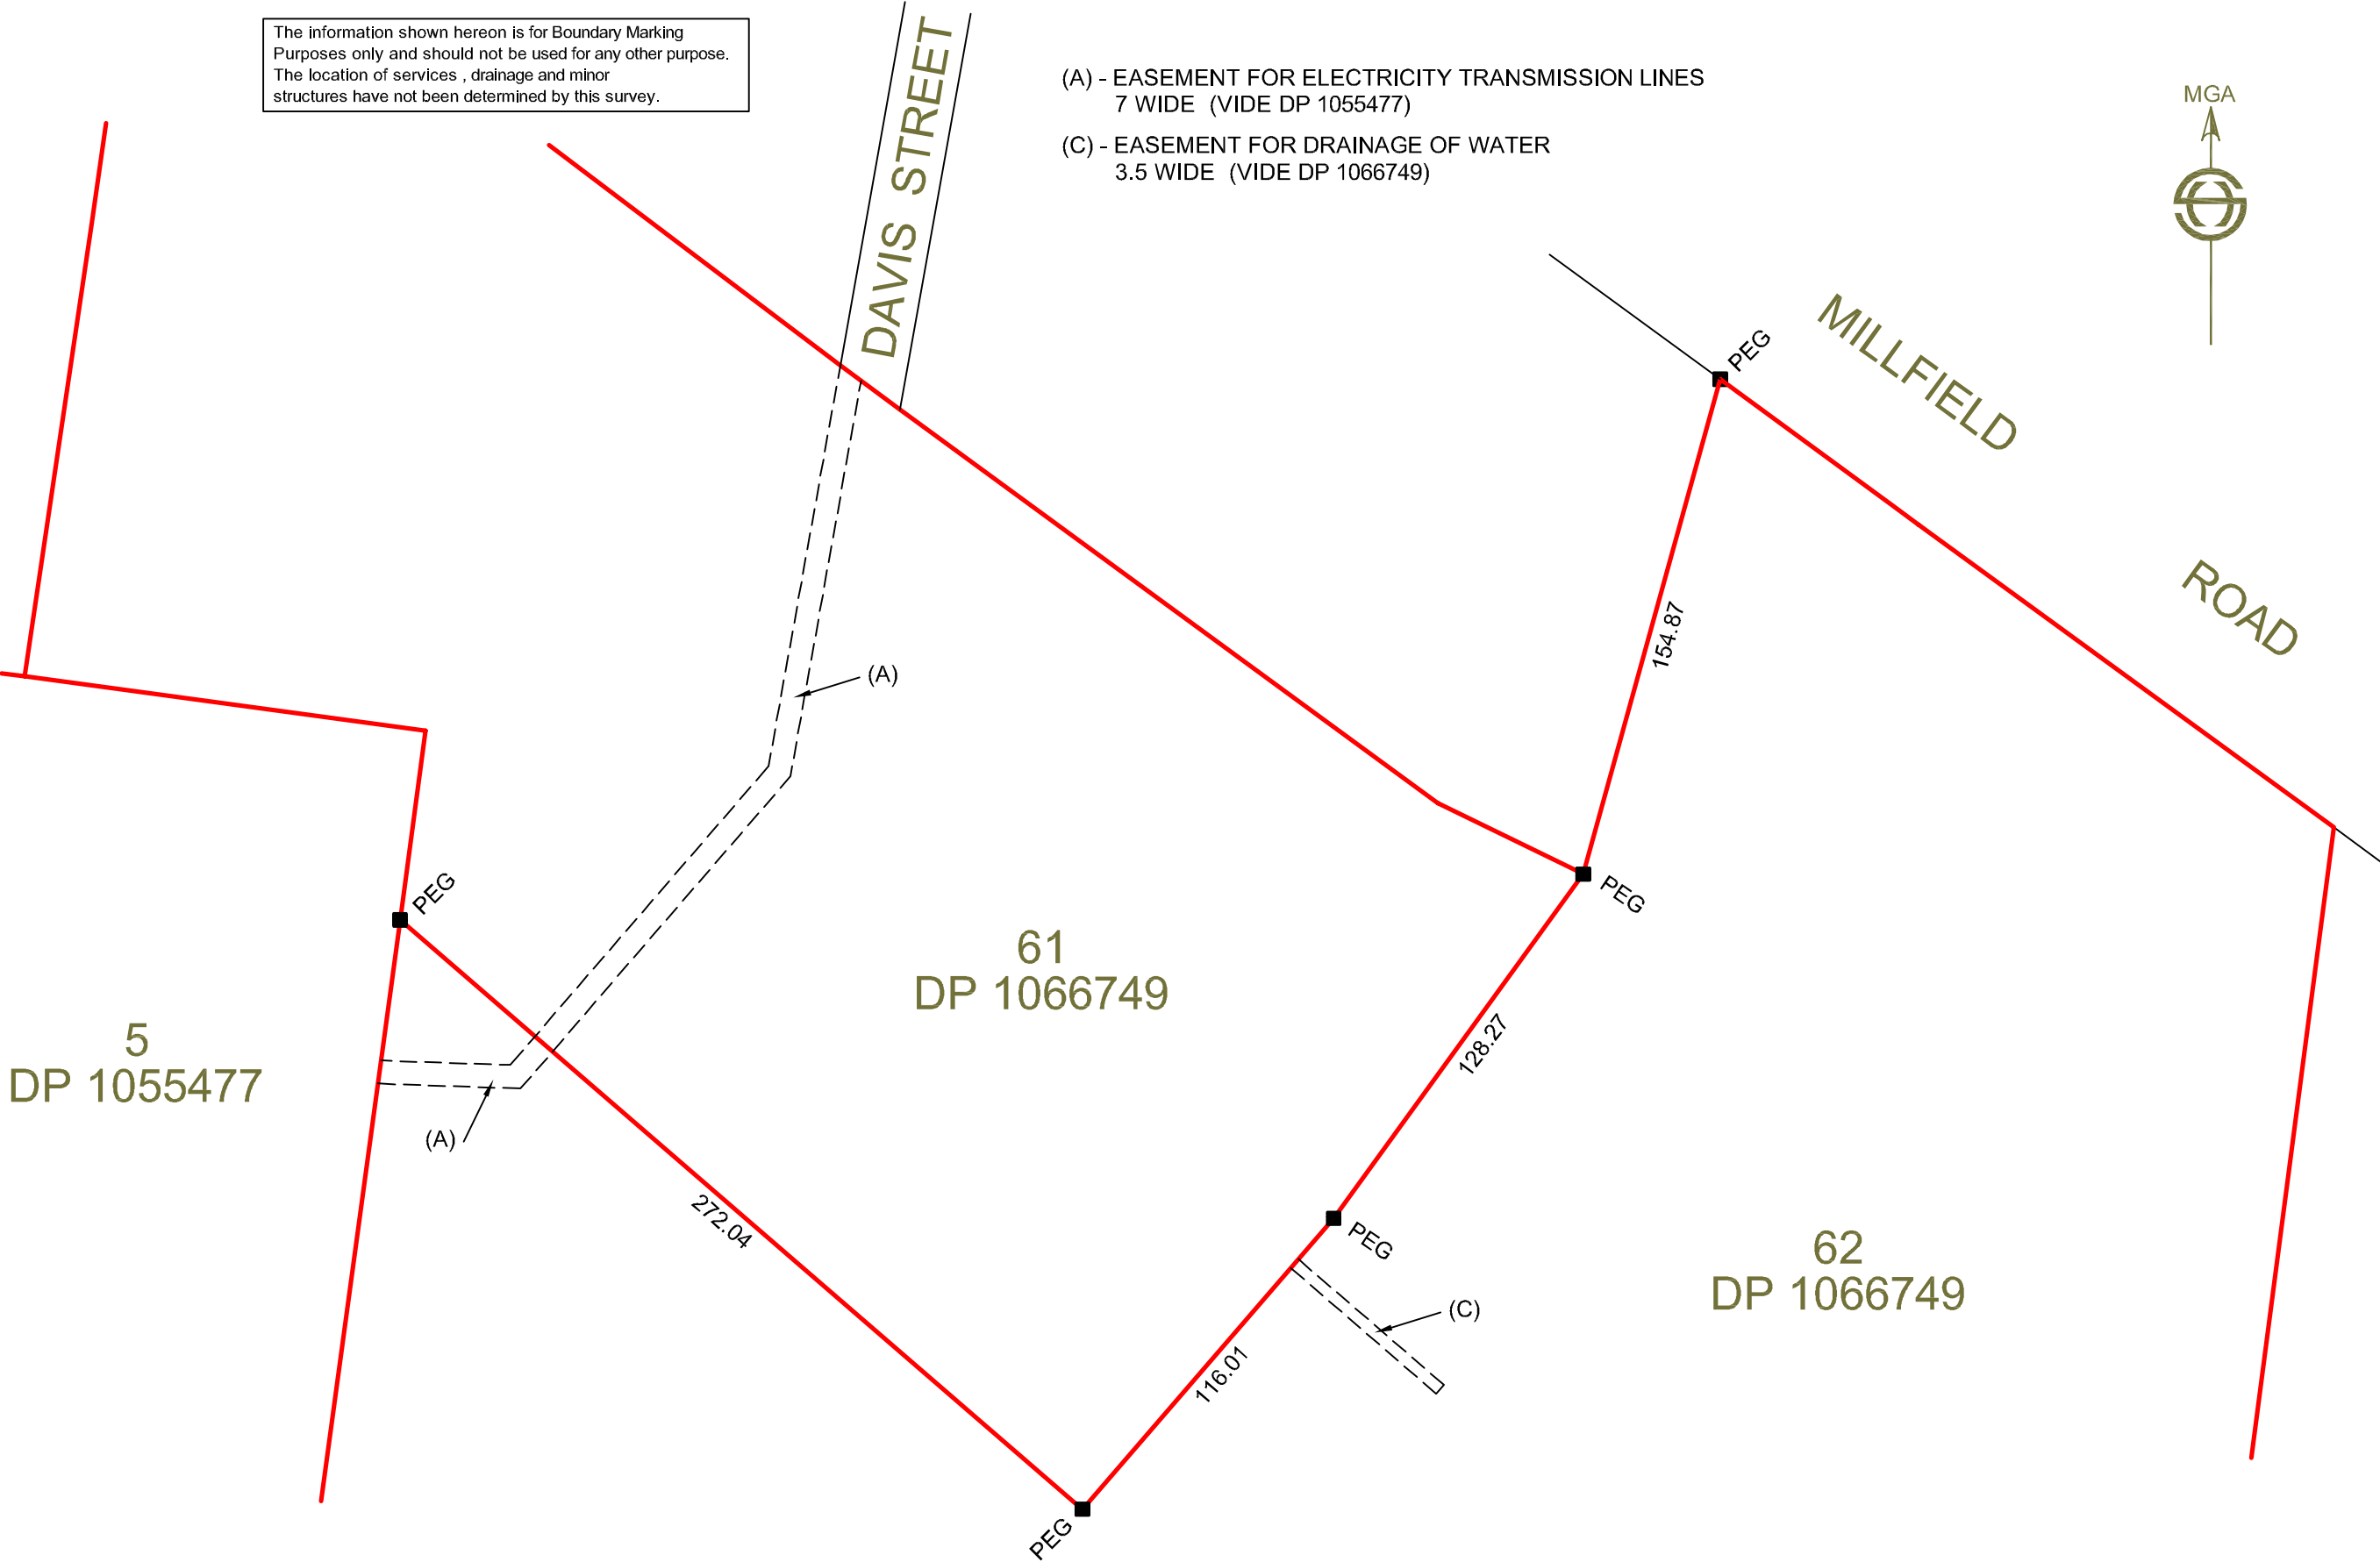 The information shown hereon is for Boundary Marking
Purposes only and should not be used for any other purpose.
The location of services , drainage and minor
structures have not been determined by this survey.
DAVIS STREET
(A) - EASEMENT FOR ELECTRICITY TRANSMISSION LINES
7 WIDE (VIDE DP 1055477)
(C) - EASEMENT FOR DRAINAGE OF WATER
3.5 WIDE (VIDE DP 1066749)
MGA
MILLFIELD
ROAD
PEG
154.87
(A)
PEG
PEG
61
DP 1066749
5
DP 1055477
(A)
128.27
272.04
PEG
62
DP 1066749
(C)
116.01
PEG